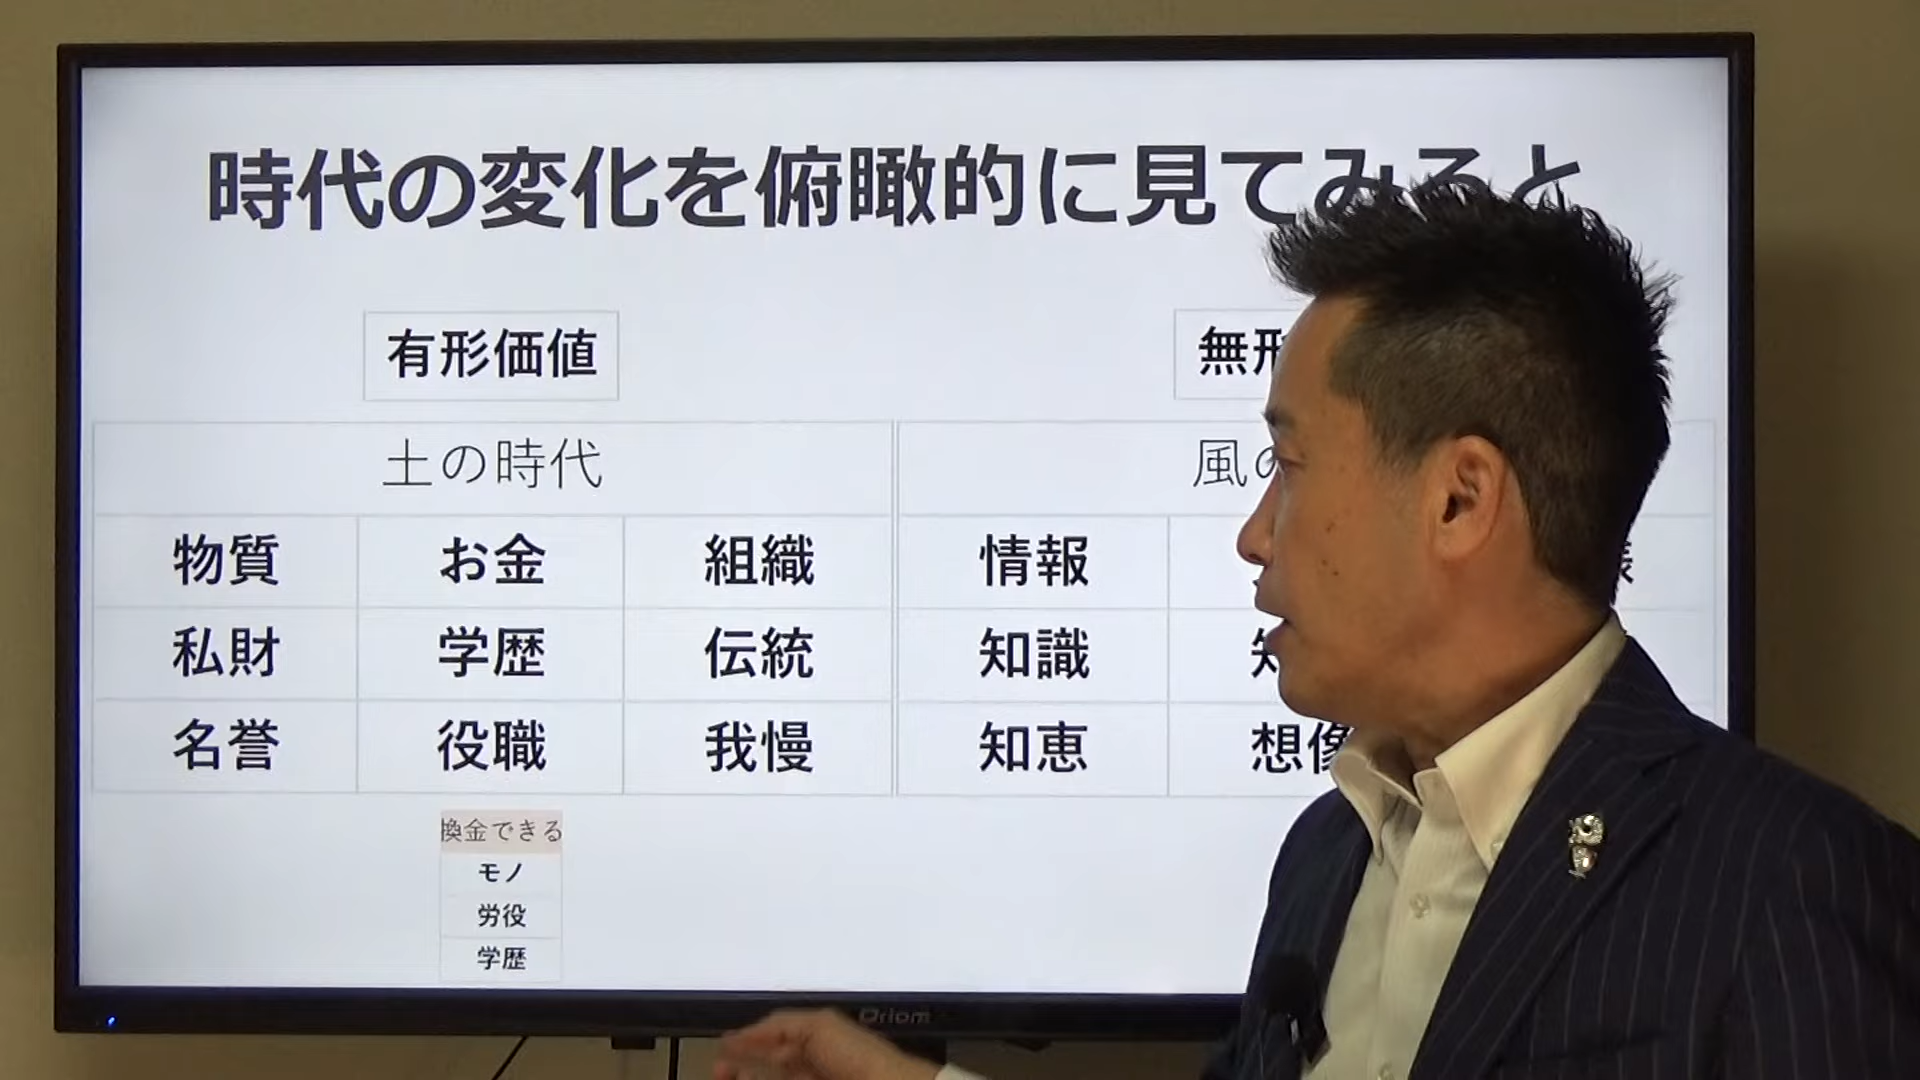 時代の変化を俯瞰的に見てみると
有形価値
無形
土の時代
風の
物質 お金 組織 情報
私財 学歴 伝統 知識
名誉 役職 我慢 知恵 想像
換金できる
モノ
労役
学歴
Oriom